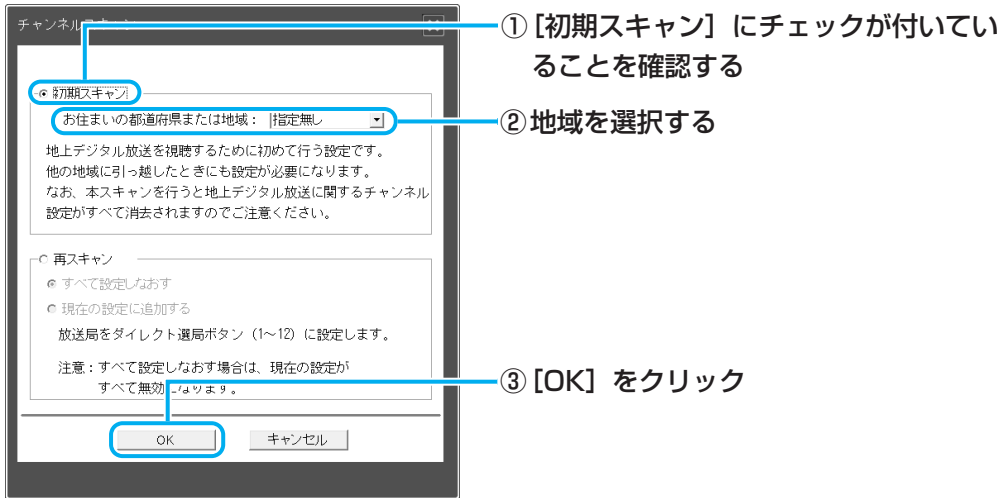 チャンネル
①［初期スキャン］にチェックが付いてい
ることを確認する
初期スキャン
お住まいの都道府県または地域： 指定無し
②地域を選択する
地上デジタル放送を視聴するために初めて行う設定です。
他の地域に引っ越したときにも設定が必要になります。
なお、本スキャンを行うと地上デジタル放送に関するチャンネル
設定がすべて消去されますのでご注意ください。
再スキャン
すべて設定しなおす
現在の設定に追加する
放送局をダイレクト選局ボタン（1～12）に設定します。
注意：すべて設定しなおす場合は、現在の設定が
すべて無効になります。
③［OK］をクリック
OK
キャンセル